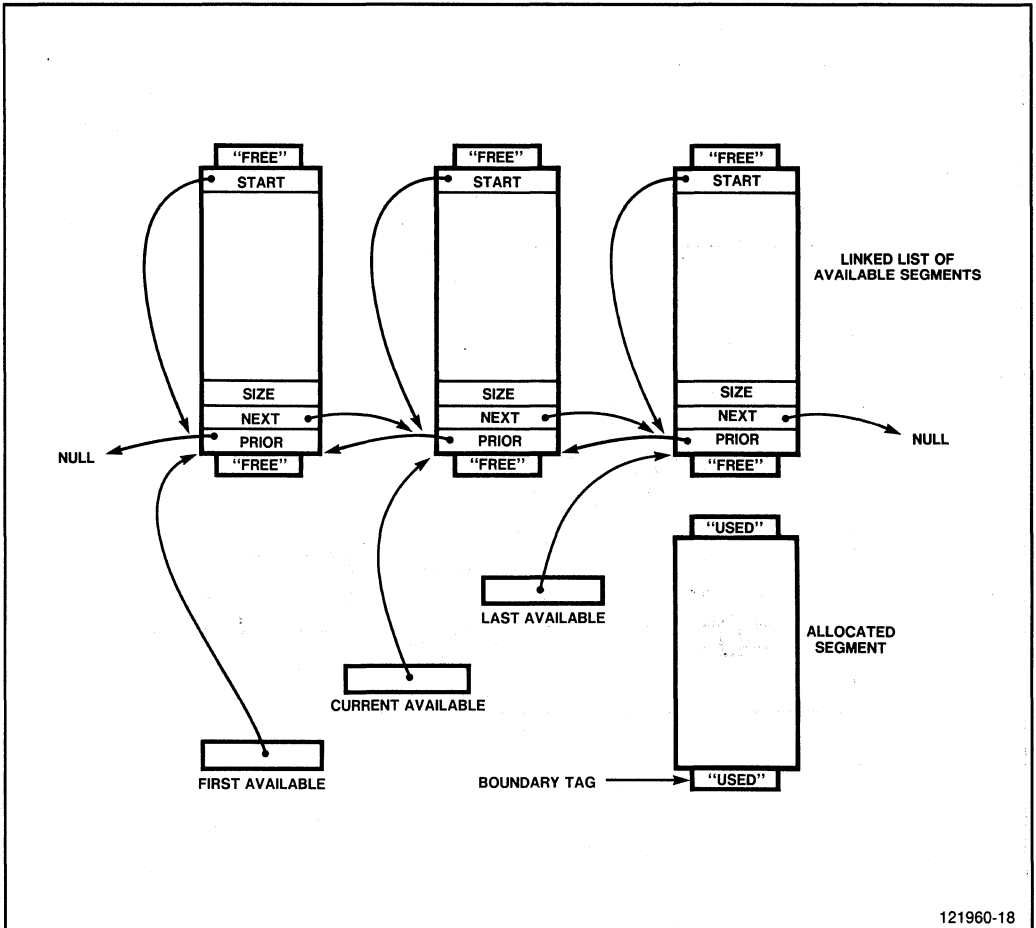 “FREE”
“FREE”
“FREE”
START
START
START
LINKED LIST OF
AVAILABLE SEGMENTS
SIZE
SIZE
SIZE
NEXT
NEXT
NEXT
PRIOR
PRIOR
PRIOR
NULL
NULL
“FREE”
“FREE”
“FREE”
“USED”
LAST AVAILABLE
ALLOCATED
SEGMENT
CURRENT AVAILABLE
FIRST AVAILABLE
BOUNDARY TAG
“USED”
121960-18